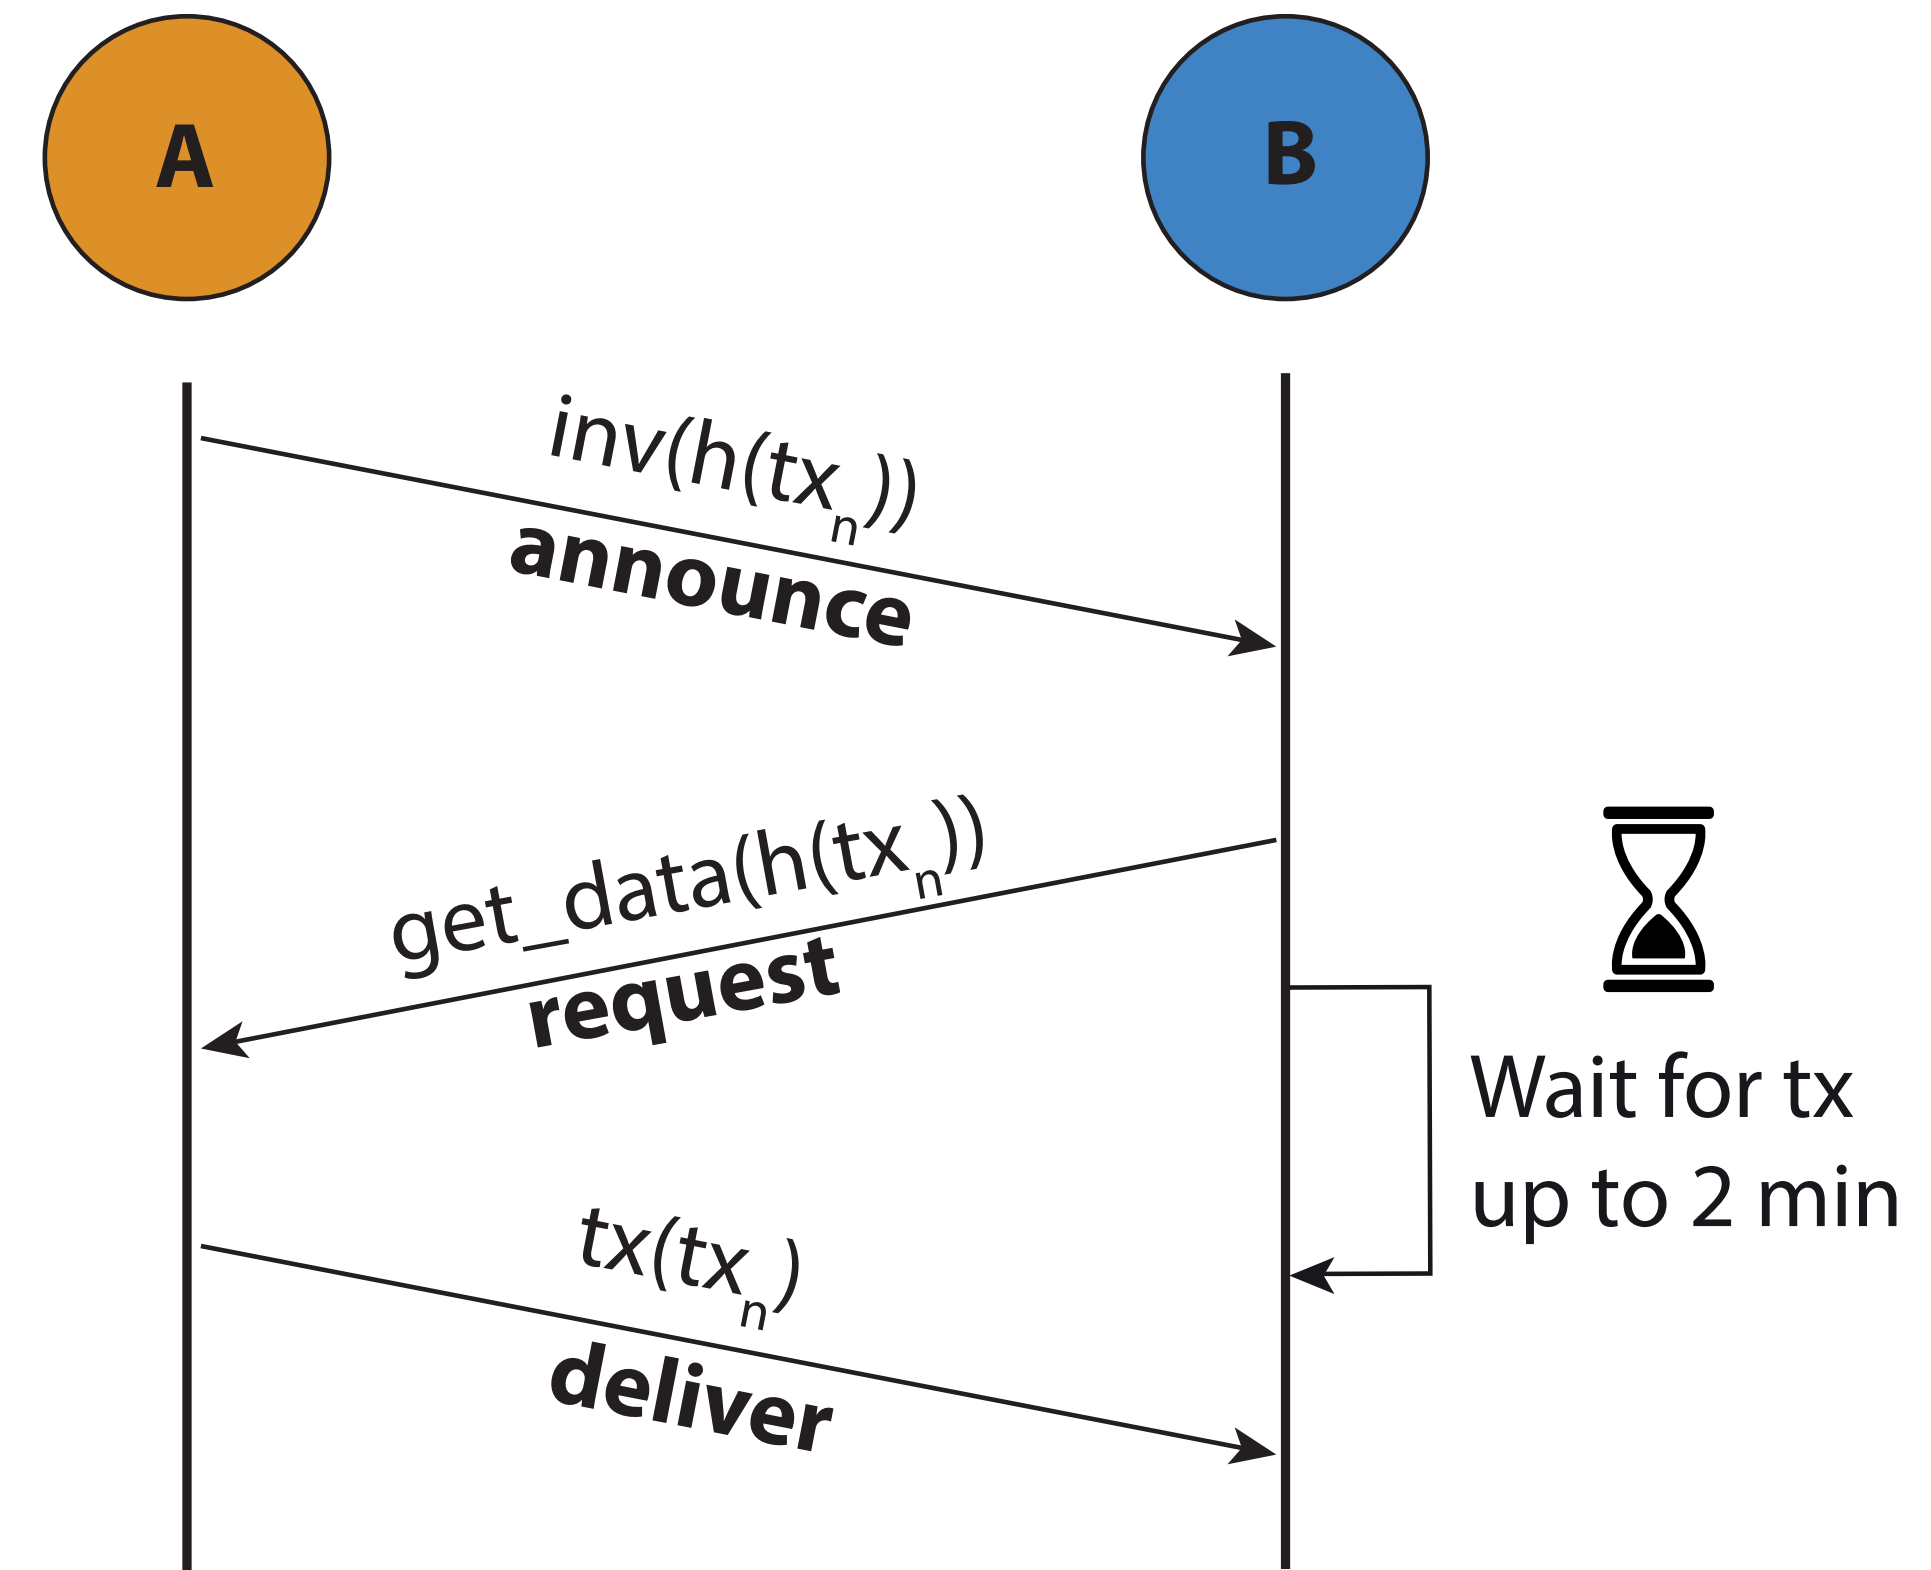 A
B
inv(h(txn))
announce
get_data(h(txn))
request
Wait for tx
up to 2 min
tx(txn)
deliver